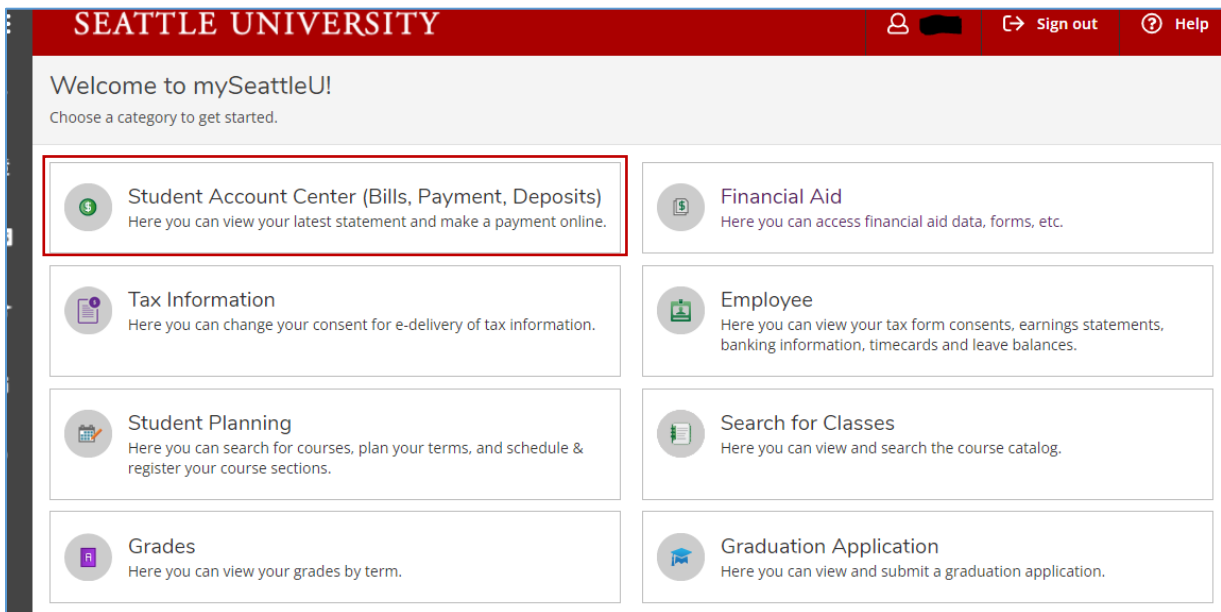 SEATTLE UNIVERSITY
Sign out
Help
Welcome to mySeattleU!
Choose a category to get started.
Student Account Center (Bills, Payment, Deposits)
Here you can view your latest statement and make a payment online.
Financial Aid
Here you can access financial aid data, forms, etc.
Tax Information
Here you can change your consent for e-delivery of tax information.
Employee
Here you can view your tax form consents, earnings statements,
banking information, timecards and leave balances.
Student Planning
Here you can search for courses, plan your terms, and schedule &
register your course sections.
Search for Classes
Here you can view and search the course catalog.
Grades
Here you can view your grades by term.
Graduation Application
Here you can view and submit a graduation application.